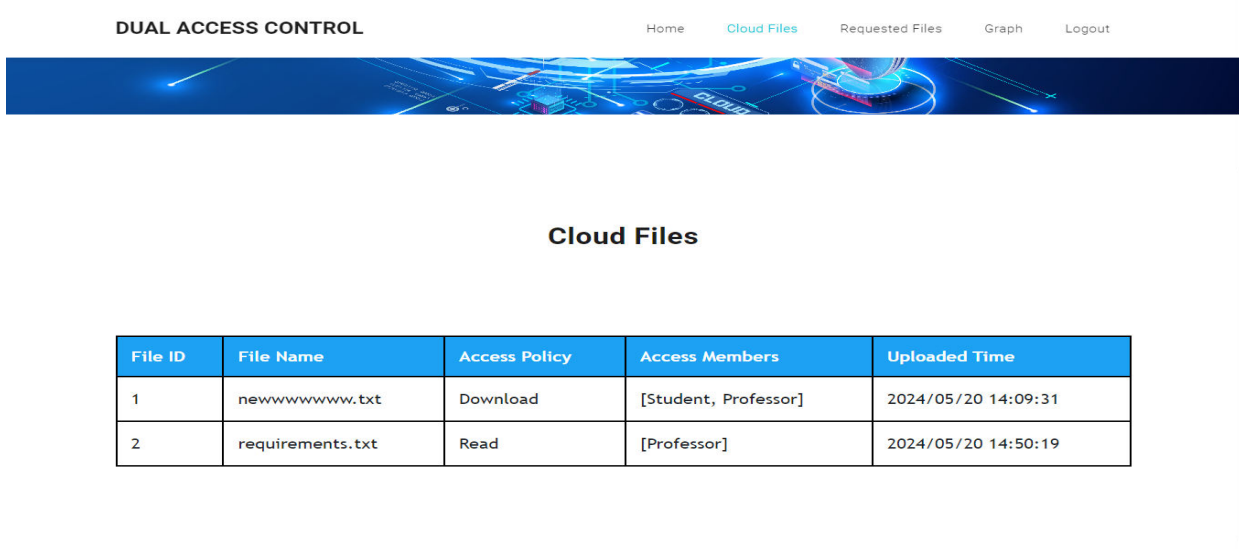 DUAL ACCESS CONTROL Home Cloud Files Requested Files Graph Logout
CLOUD
Cloud Files
File ID File Name Access Policy Access Members Uploaded Time
1 newwwwwww.txt Download [Student, Professor] 2024/05/20 14:09:31
2 requirements.txt Read [Professor] 2024/05/20 14:50:19